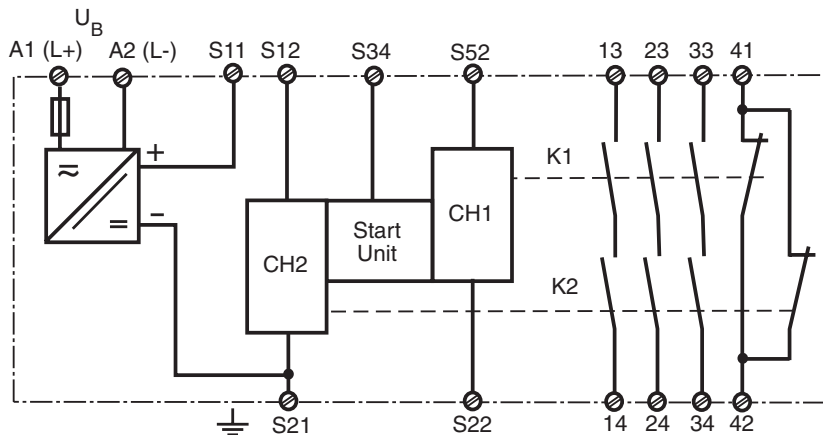 U_B
A1 (L+) A2 (L-) S11 S12 S34 S52 13 23 33 41
+
-
K1
CH1
CH2
Start
Unit
K2
S21 S22 14 24 34 42